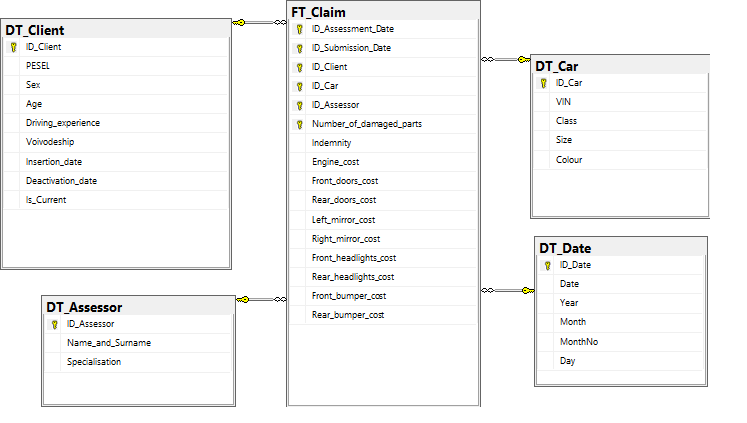 DT_Client
ID_Client
PESEL
Sex
Age
Driving_experience
Voivodeship
Insertion_date
Deactivation_date
Is_Current
FT_Claim
ID_Assessment_Date
ID_Submission_Date
ID_Client
ID_Car
ID_Assessor
Number_of_damaged_parts
Indemnity
Engine_cost
Front_doors_cost
Rear_doors_cost
Left_mirror_cost
Right_mirror_cost
Front_headlights_cost
Rear_headlights_cost
Front_bumper_cost
Rear_bumper_cost
DT_Car
ID_Car
VIN
Class
Size
Colour
DT_Assessor
ID_Assessor
Name_and_Surname
Specialisation
DT_Date
ID_Date
Date
Year
Month
MonthNo
Day